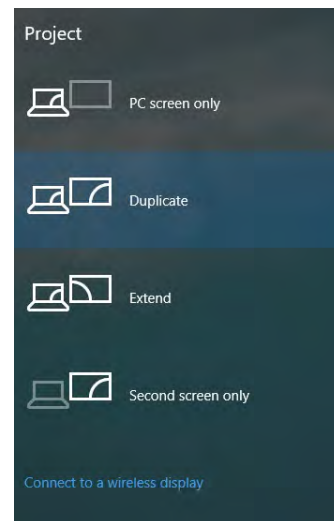 Project
PC screen only
Duplicate
Extend
Second screen only
Connect to a wireless display